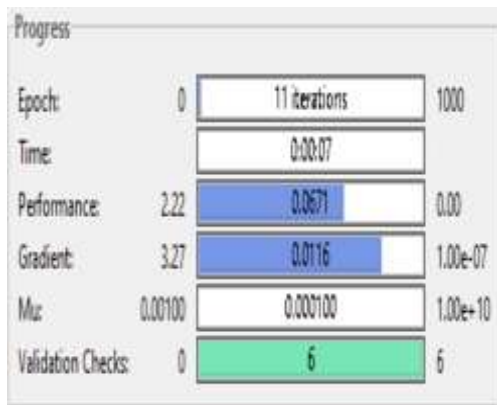 Progress
Epoch: 0 11 iterations 1000
Time: 0:00:07
Performance: 2.22 0.0671 0.00
Gradient: 3.27 0.0116 1.00e-07
Mu: 0.00100 0.000100 1.00e+10
Validation Checks: 0 6 6